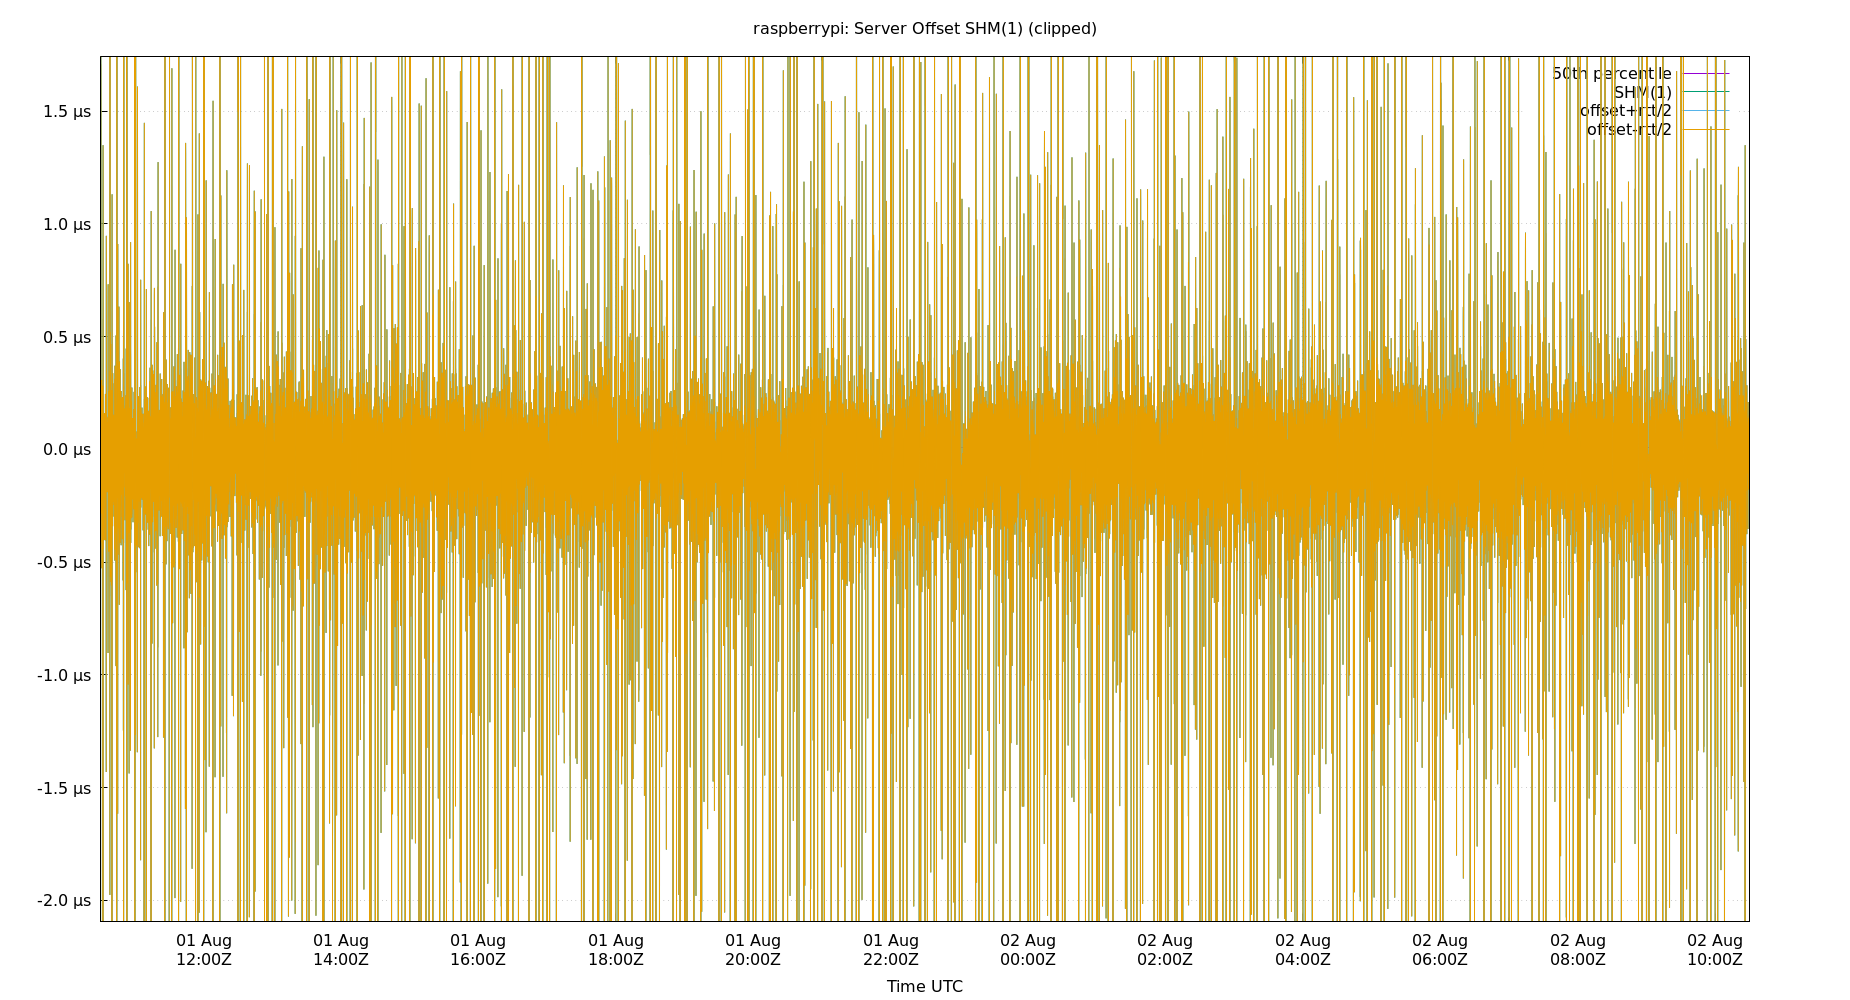 raspberrypi: Server Offset SHM(1) (clipped)
50th percentile
SHM(1)
offset+rtt/2
offset-rtt/2
1.5 µs
1.0 µs
0.5 µs
0.0 µs
-0.5 µs
-1.0 µs
-1.5 µs
-2.0 µs
01 Aug 01 Aug 01 Aug 01 Aug 01 Aug 01 Aug 02 Aug 02 Aug 02 Aug 02 Aug 02 Aug 02 Aug
12:00Z 14:00Z 16:00Z 18:00Z 20:00Z 22:00Z 00:00Z 02:00Z 04:00Z 06:00Z 08:00Z 10:00Z
Time UTC